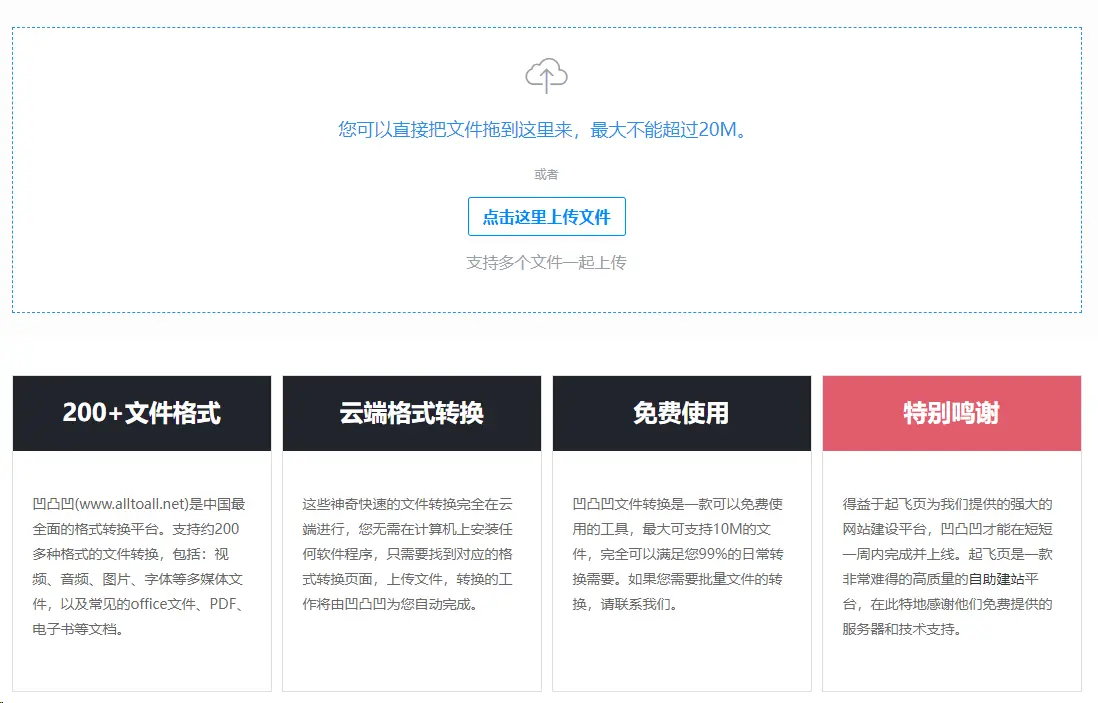 您可以直接把文件拖到这里来，最大不能超过20M。
或者
点击这里上传文件
支持多个文件一起上传
200+文件格式
凹凸凹(www.alltoall.net)是中国最
全面的格式转换平台。支持约200
多种格式的文件转换，包括：视
频、音频、图片、字体等多媒体文
件，以及常见的office文件、PDF、
电子书等文档。
云端格式转换
这些神奇快速的文件转换完全在云
端进行，您无需在计算机上安装任
何软件程序，只需要找到对应的格
式转换页面，上传文件，转换的工
作将由凹凸凹为您自动完成。
免费使用
凹凸凹文件转换是一款可以免费使
用的工具，最大可支持10M的文
件，完全可以满足您99%的日常转
换需要。如果您需要批量文件的转
换，请联系我们。
特别鸣谢
得益于起飞页为我们提供的强大的
网站建设平台，凹凸凹才能在短短
一周内完成并上线。起飞页是一款
非常难得的高质量的自助建站平
台，在此特地感谢他们免费提供的
服务器和技术支持。